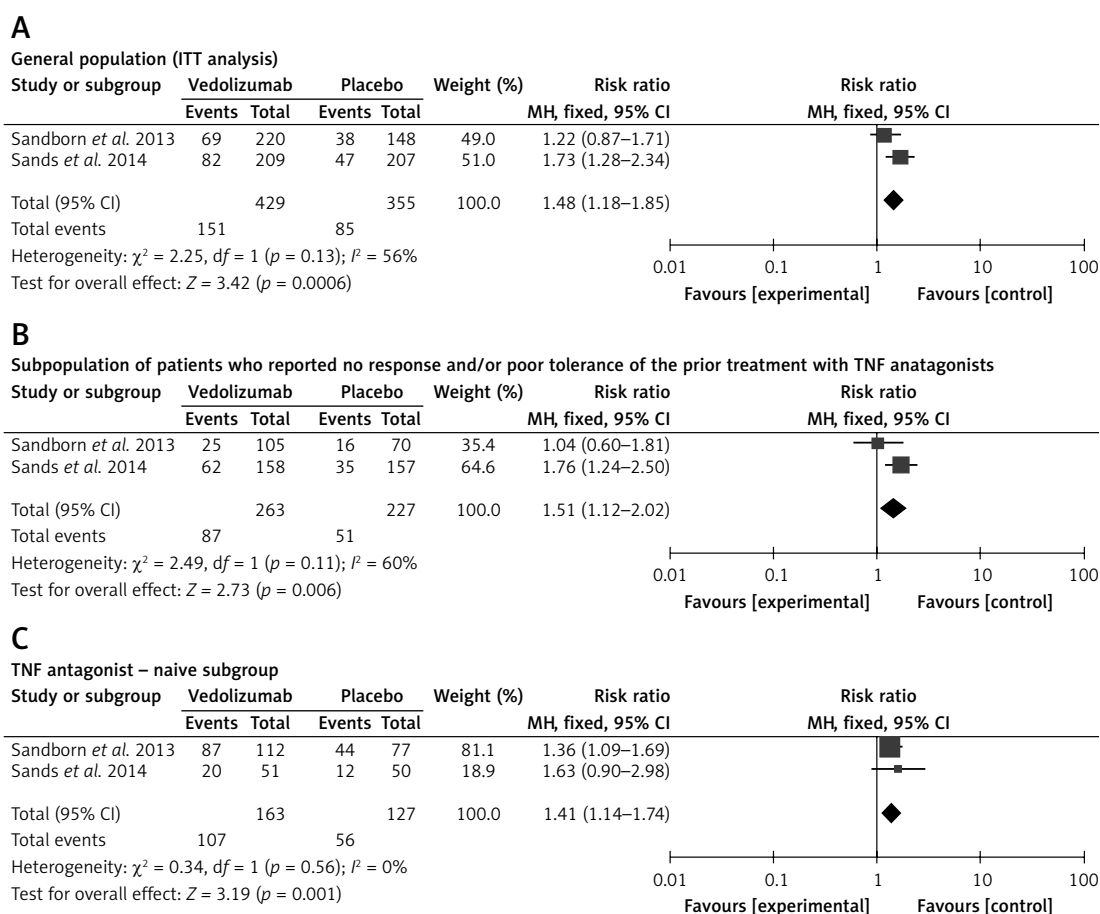 A
General population (ITT analysis)
Study or subgroup Vedolizumab Placebo Weight (%) Risk ratio Risk ratio
Events Total Events Total MH, fixed, 95% CI MH, fixed, 95% CI
Sandborn et al. 2013 69 220 38 148 49.0 1.22 (0.87–1.71)
Sands et al. 2014 82 209 47 207 51.0 1.73 (1.28–2.34)
Total (95% CI) 429 355 100.0 1.48 (1.18–1.85)
Total events 151 85
Heterogeneity: χ² = 2.25, df = 1 (p = 0.13); I² = 56%
Test for overall effect: Z = 3.42 (p = 0.0006)
0.01 0.1 1 10 100
Favours [experimental] Favours [control]
B
Subpopulation of patients who reported no response and/or poor tolerance of the prior treatment with TNF anatagonists
Study or subgroup Vedolizumab Placebo Weight (%) Risk ratio Risk ratio
Events Total Events Total MH, fixed, 95% CI MH, fixed, 95% CI
Sandborn et al. 2013 25 105 16 70 35.4 1.04 (0.60–1.81)
Sands et al. 2014 62 158 35 157 64.6 1.76 (1.24–2.50)
Total (95% CI) 263 227 100.0 1.51 (1.12–2.02)
Total events 87 51
Heterogeneity: χ² = 2.49, df = 1 (p = 0.11); I² = 60%
Test for overall effect: Z = 2.73 (p = 0.006)
0.01 0.1 1 10 100
Favours [experimental] Favours [control]
C
TNF antagonist – naive subgroup
Study or subgroup Vedolizumab Placebo Weight (%) Risk ratio Risk ratio
Events Total Events Total MH, fixed, 95% CI MH, fixed, 95% CI
Sandborn et al. 2013 87 112 44 77 81.1 1.36 (1.09–1.69)
Sands et al. 2014 20 51 12 50 18.9 1.63 (0.90–2.98)
Total (95% CI) 163 127 100.0 1.41 (1.14–1.74)
Total events 107 56
Heterogeneity: χ² = 0.34, df = 1 (p = 0.56); I² = 0%
Test for overall effect: Z = 3.19 (p = 0.001)
0.01 0.1 1 10 100
Favours [experimental] Favours [control]